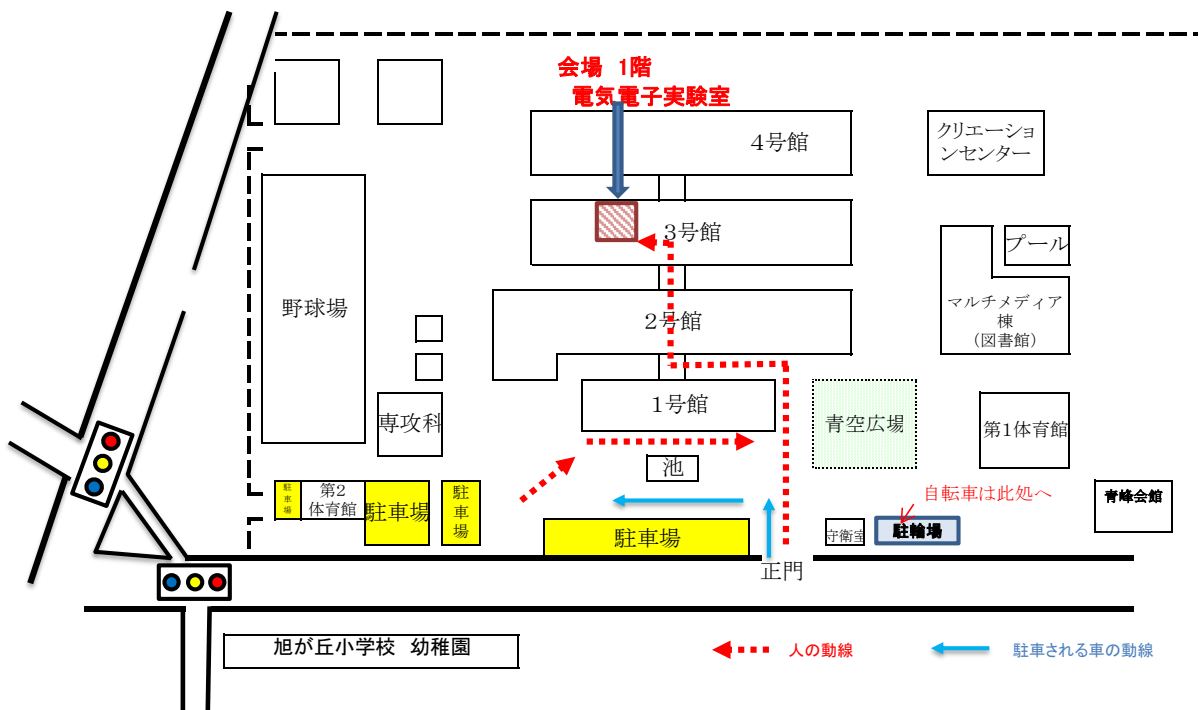 会場 1階
電気電子実験室
4号館
クリエーショ
ンセンター
3号館
プール
野球場
2号館
マルチメディア
棟
(図書館)
専攻科
1号館
青空広場
第1体育館
池
駐
車
場
第2
体育館
駐車場
駐
車
場
自転車は此処へ
青峰会館
駐車場
守衛室
駐輪場
正門
旭が丘小学校 幼稚園
人の動線
駐車される車の動線